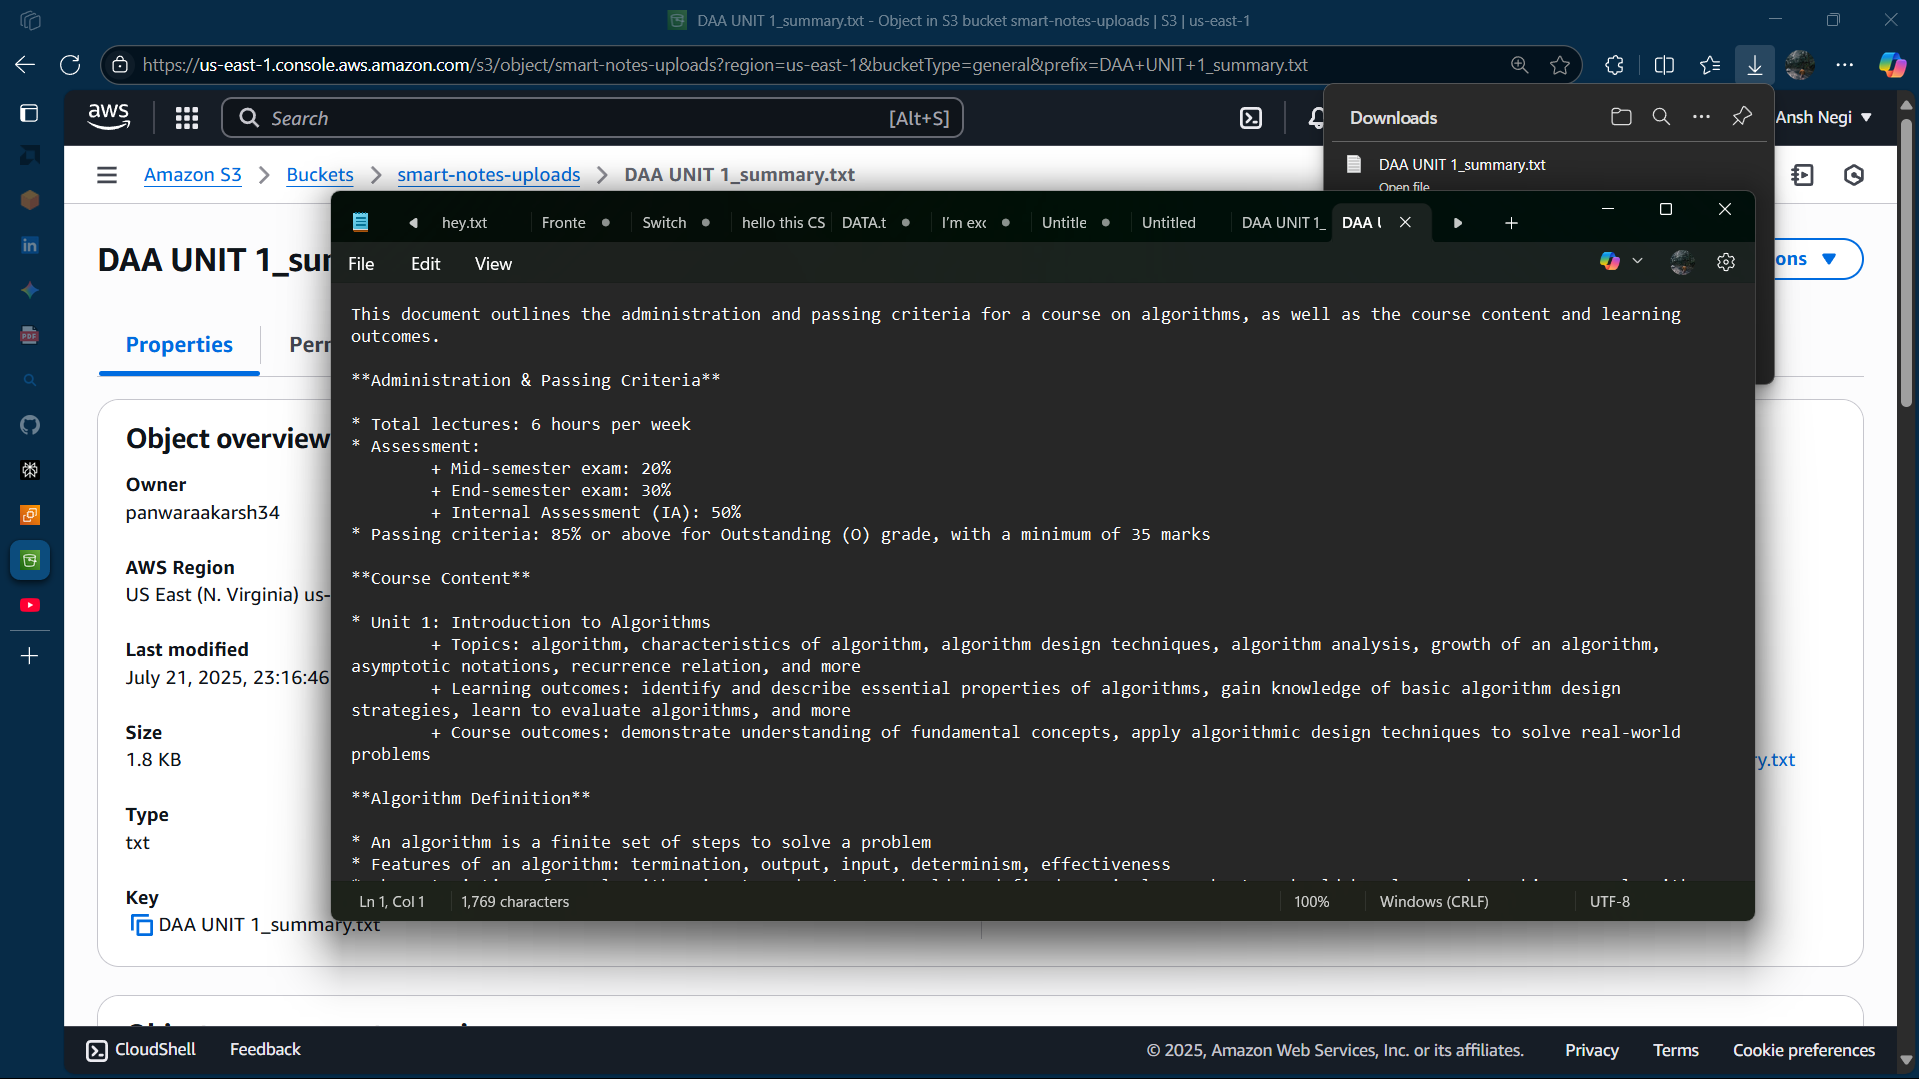 DAA UNIT 1_summary.txt - Object in S3 bucket smart-notes-uploads | S3 | us-east-1
https://us-east-1.console.aws.amazon.com/s3/object/smart-notes-uploads?region=us-east-1&bucketType=general&prefix=DAA+UNIT+1_summary.txt
aws
Search
[Alt+S]
Ansh Negi
Downloads
DAA UNIT 1_summary.txt
Open file
Amazon S3
Buckets
smart-notes-uploads
DAA UNIT 1_summary.txt
DAA UNIT 1_sur
ons
Properties
Perr
Object overview
Owner
panwaraakarsh34
AWS Region
US East (N. Virginia) us-
Last modified
July 21, 2025, 23:16:46
Size
1.8 KB
Type
txt
Key
DAA UNIT 1_summary.txt
ry.txt
hey.txt
Fronte
Switch
hello this CS
DATA.t
I'm exc
Untitle
Untitled
DAA UNIT 1_
DAA U
File
Edit
View
This document outlines the administration and passing criteria for a course on algorithms, as well as the course content and learning
outcomes.
**Administration & Passing Criteria**
* Total lectures: 6 hours per week
* Assessment:
+ Mid-semester exam: 20%
+ End-semester exam: 30%
+ Internal Assessment (IA): 50%
* Passing criteria: 85% or above for Outstanding (O) grade, with a minimum of 35 marks
**Course Content**
* Unit 1: Introduction to Algorithms
+ Topics: algorithm, characteristics of algorithm, algorithm design techniques, algorithm analysis, growth of an algorithm,
asymptotic notations, recurrence relation, and more
+ Learning outcomes: identify and describe essential properties of algorithms, gain knowledge of basic algorithm design
strategies, learn to evaluate algorithms, and more
+ Course outcomes: demonstrate understanding of fundamental concepts, apply algorithmic design techniques to solve real-world
problems
**Algorithm Definition**
* An algorithm is a finite set of steps to solve a problem
* Features of an algorithm: termination, output, input, determinism, effectiveness
Ln 1, Col 1
1,769 characters
100%
Windows (CRLF)
UTF-8
CloudShell
Feedback
© 2025, Amazon Web Services, Inc. or its affiliates.
Privacy
Terms
Cookie preferences